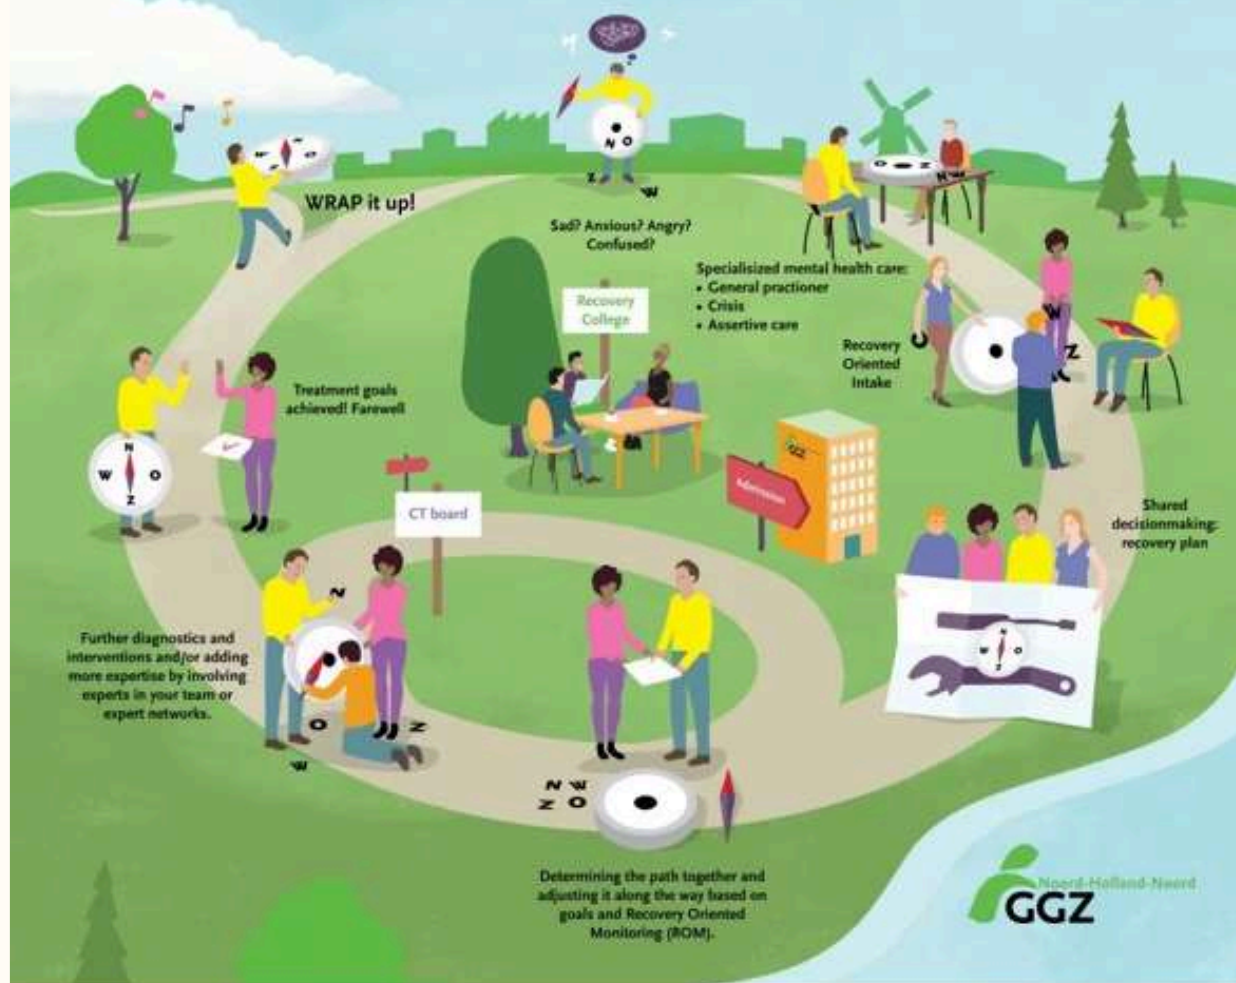 Sad? Anxious? Angry?
Confused?
Specialisized mental health care:
• General practioner
• Crisis
• Assertive care
Recovery
Oriented
Intake
Shared
decisionmaking:
recovery plan
Determining the path together and
adjusting it along the way based on
goals and Recovery Oriented
Monitoring (ROM).
Further diagnostics and
interventions and/or adding
more expertise by involving
experts in your team or
expert networks.
Treatment goals
achieved! Farewell
WRAP it up!
Recovery
College
CT board
Admission
GGZ
N O
Z W
O Z
N W
W
C
Z
N
W O
Z
N W
Z O
N
O Z
W
N
W O
Z
W O
Noord-Holland-Noord
GGZ